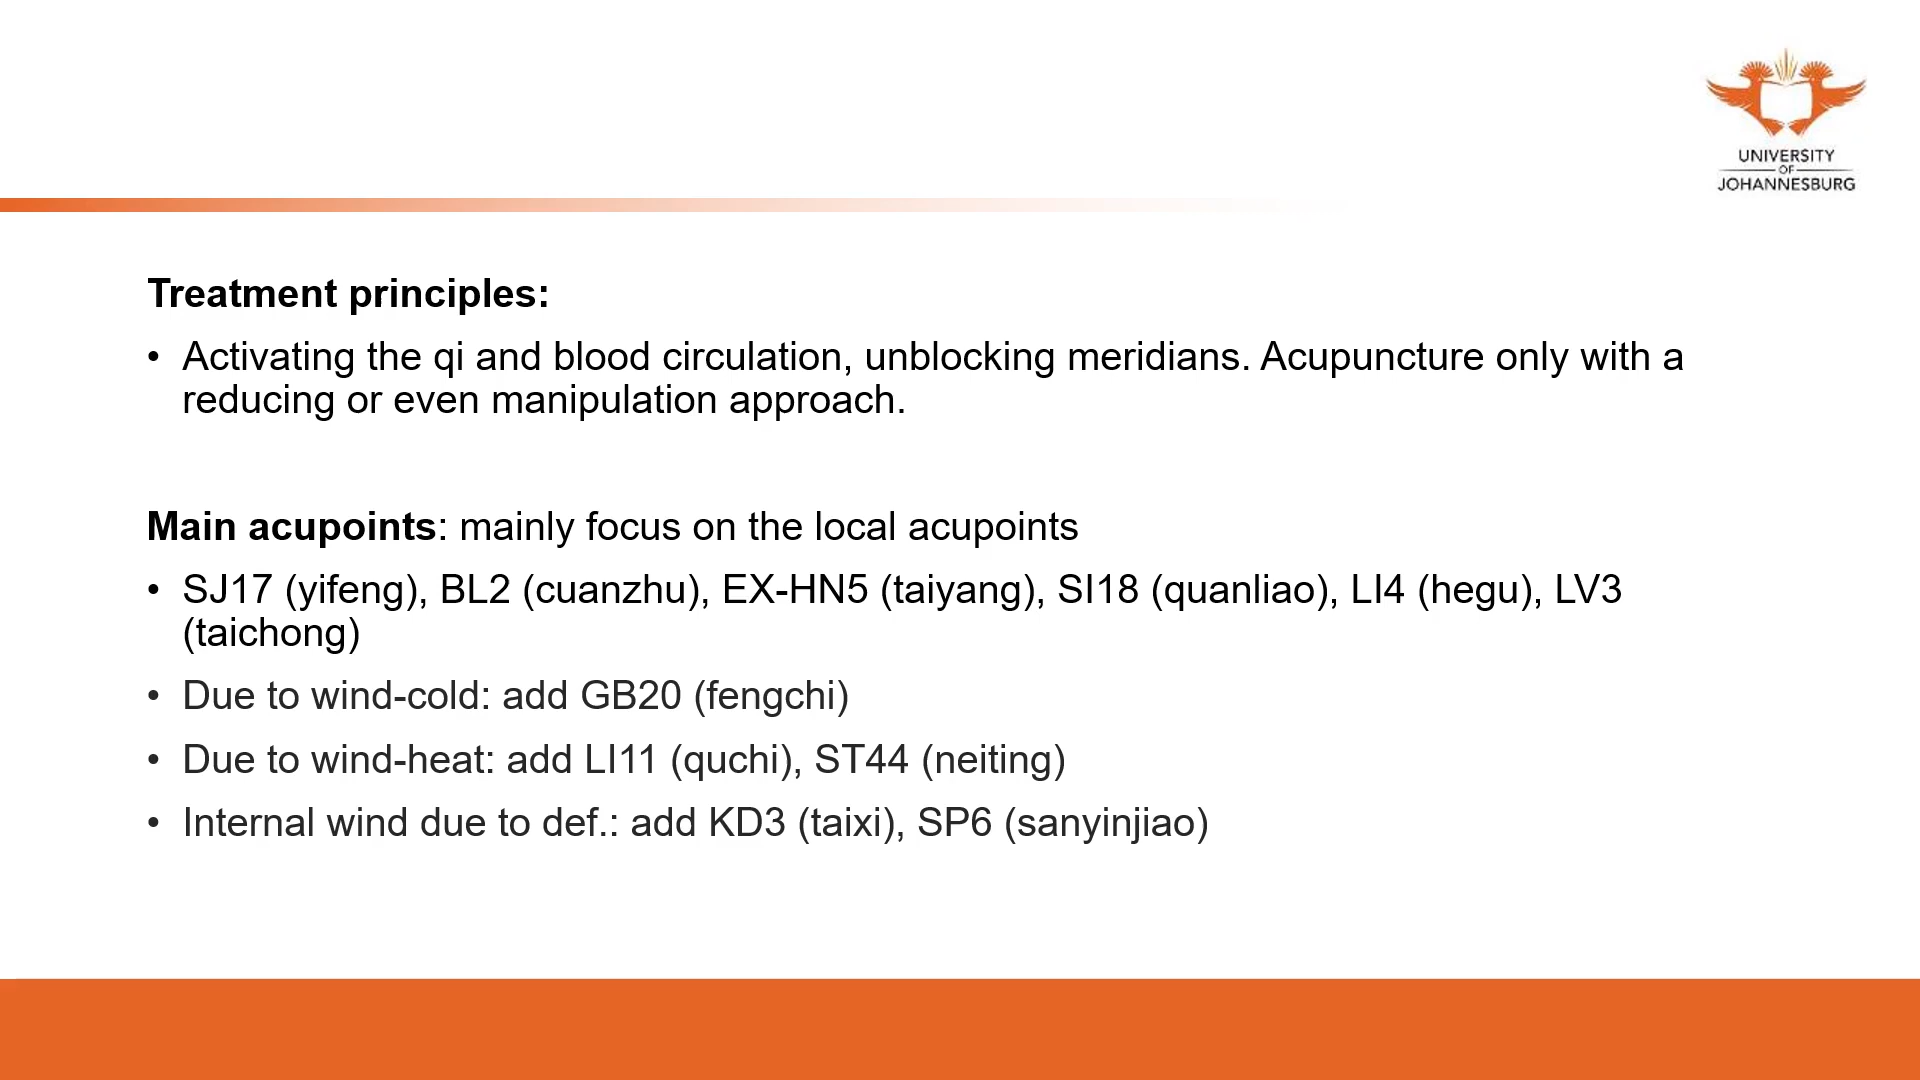 UNIVERSITY
OF
JOHANNESBURG
Treatment principles:
• Activating the qi and blood circulation, unblocking meridians. Acupuncture only with a
reducing or even manipulation approach.
Main acupoints: mainly focus on the local acupoints
• SJ17 (yifeng), BL2 (cuanzhu), EX-HN5 (taiyang), SI18 (quanliao), LI4 (hegu), LV3
(taichong)
• Due to wind-cold: add GB20 (fengchi)
• Due to wind-heat: add LI11 (quchi), ST44 (neiting)
• Internal wind due to def.: add KD3 (taixi), SP6 (sanyinjiao)